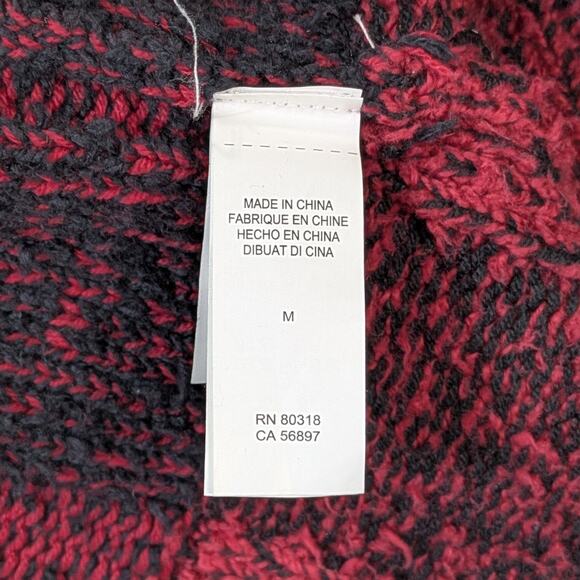 MADE IN CHINA
FABRIQUE EN CHINE
HECHO EN CHINA
DIBUAT DI CINA
M
RN 80318
CA 56897